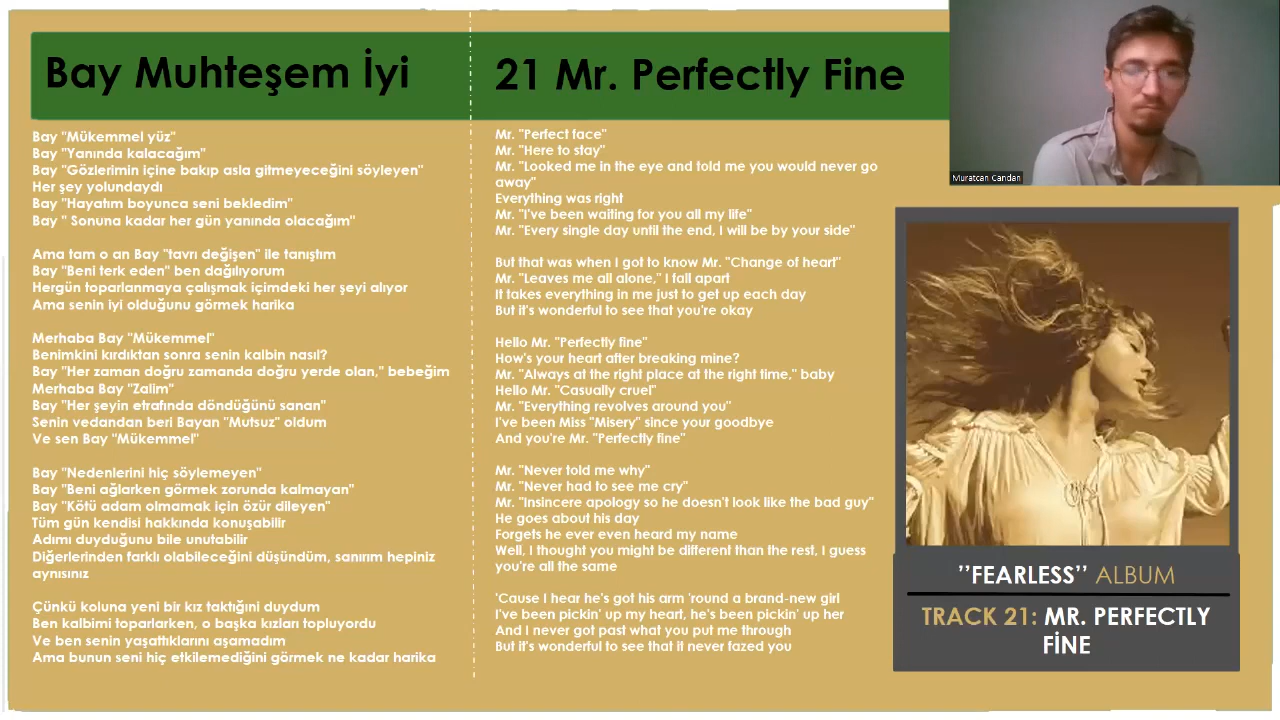 Bay Muhteşem İyi
Bay "Mükemmel yüz"
Bay "Yanında kalacağım"
Bay "Gözlerimin içine bakıp asla gitmeyeceğini söyleyen"
Her şey yolundaydı
Bay "Hayatım boyunca seni bekledim"
Bay " Sonuna kadar her gün yanında olacağım"
Ama tam o an Bay "tavrı değişen" ile tanıştım
Bay "Beni terk eden" ben dağılıyorum
Hergün toparlanmaya çalışmak içimdeki her şeyi alıyor
Ama senin iyi olduğunu görmek harika
Merhaba Bay "Mükemmel"
Benimkini kırdıktan sonra senin kalbin nasıl?
Bay "Her zaman doğru zamanda doğru yerde olan," bebeğim
Merhaba Bay "Zalim"
Bay "Her şeyin etrafında döndüğünü sanan"
Senin vedandan beri Bayan "Mutsuz" oldum
Ve sen Bay "Mükemmel"
Bay "Nedenlerini hiç söylemeyen"
Bay "Beni ağlarken görmek zorunda kalmayan"
Bay "Kötü adam olmamak için özür dileyen"
Tüm gün kendisi hakkında konuşabilir
Adımı duyduğunu bile unutabilir
Diğerlerinden farklı olabileceğini düşündüm, sanırım hepiniz
aynısınız
Çünkü koluna yeni bir kız taktığını duydum
Ben kalbimi toparlarken, o başka kızları topluyordu
Ve ben senin yaşattıklarını aşamadım
Ama bunun seni hiç etkilemediğini görmek ne kadar harika
21 Mr. Perfectly Fine
Mr. "Perfect face"
Mr. "Here to stay"
Mr. "Looked me in the eye and told me you would never go
away"
Everything was right
Mr. "I've been waiting for you all my life"
Mr. "Every single day until the end, I will be by your side"
But that was when I got to know Mr. "Change of heart"
Mr. "Leaves me all alone," I fall apart
It takes everything in me just to get up each day
But it's wonderful to see that you're okay
Hello Mr. "Perfectly fine"
How's your heart after breaking mine?
Mr. "Always at the right place at the right time," baby
Hello Mr. "Casually cruel"
Mr. "Everything revolves around you"
I've been Miss "Misery" since your goodbye
And you're Mr. "Perfectly fine"
Mr. "Never told me why"
Mr. "Never had to see me cry"
Mr. "Insincere apology so he doesn't look like the bad guy"
He goes about his day
Forgets he ever even heard my name
Well, I thought you might be different than the rest, I guess
you're all the same
'Cause I hear he's got his arm 'round a brand-new girl
I've been pickin' up my heart, he's been pickin' up her
And I never got past what you put me through
But it's wonderful to see that it never fazed you
Muratcan Candan
’’FEARLESS’’ ALBUM
TRACK 21: MR. PERFECTLY
FİNE